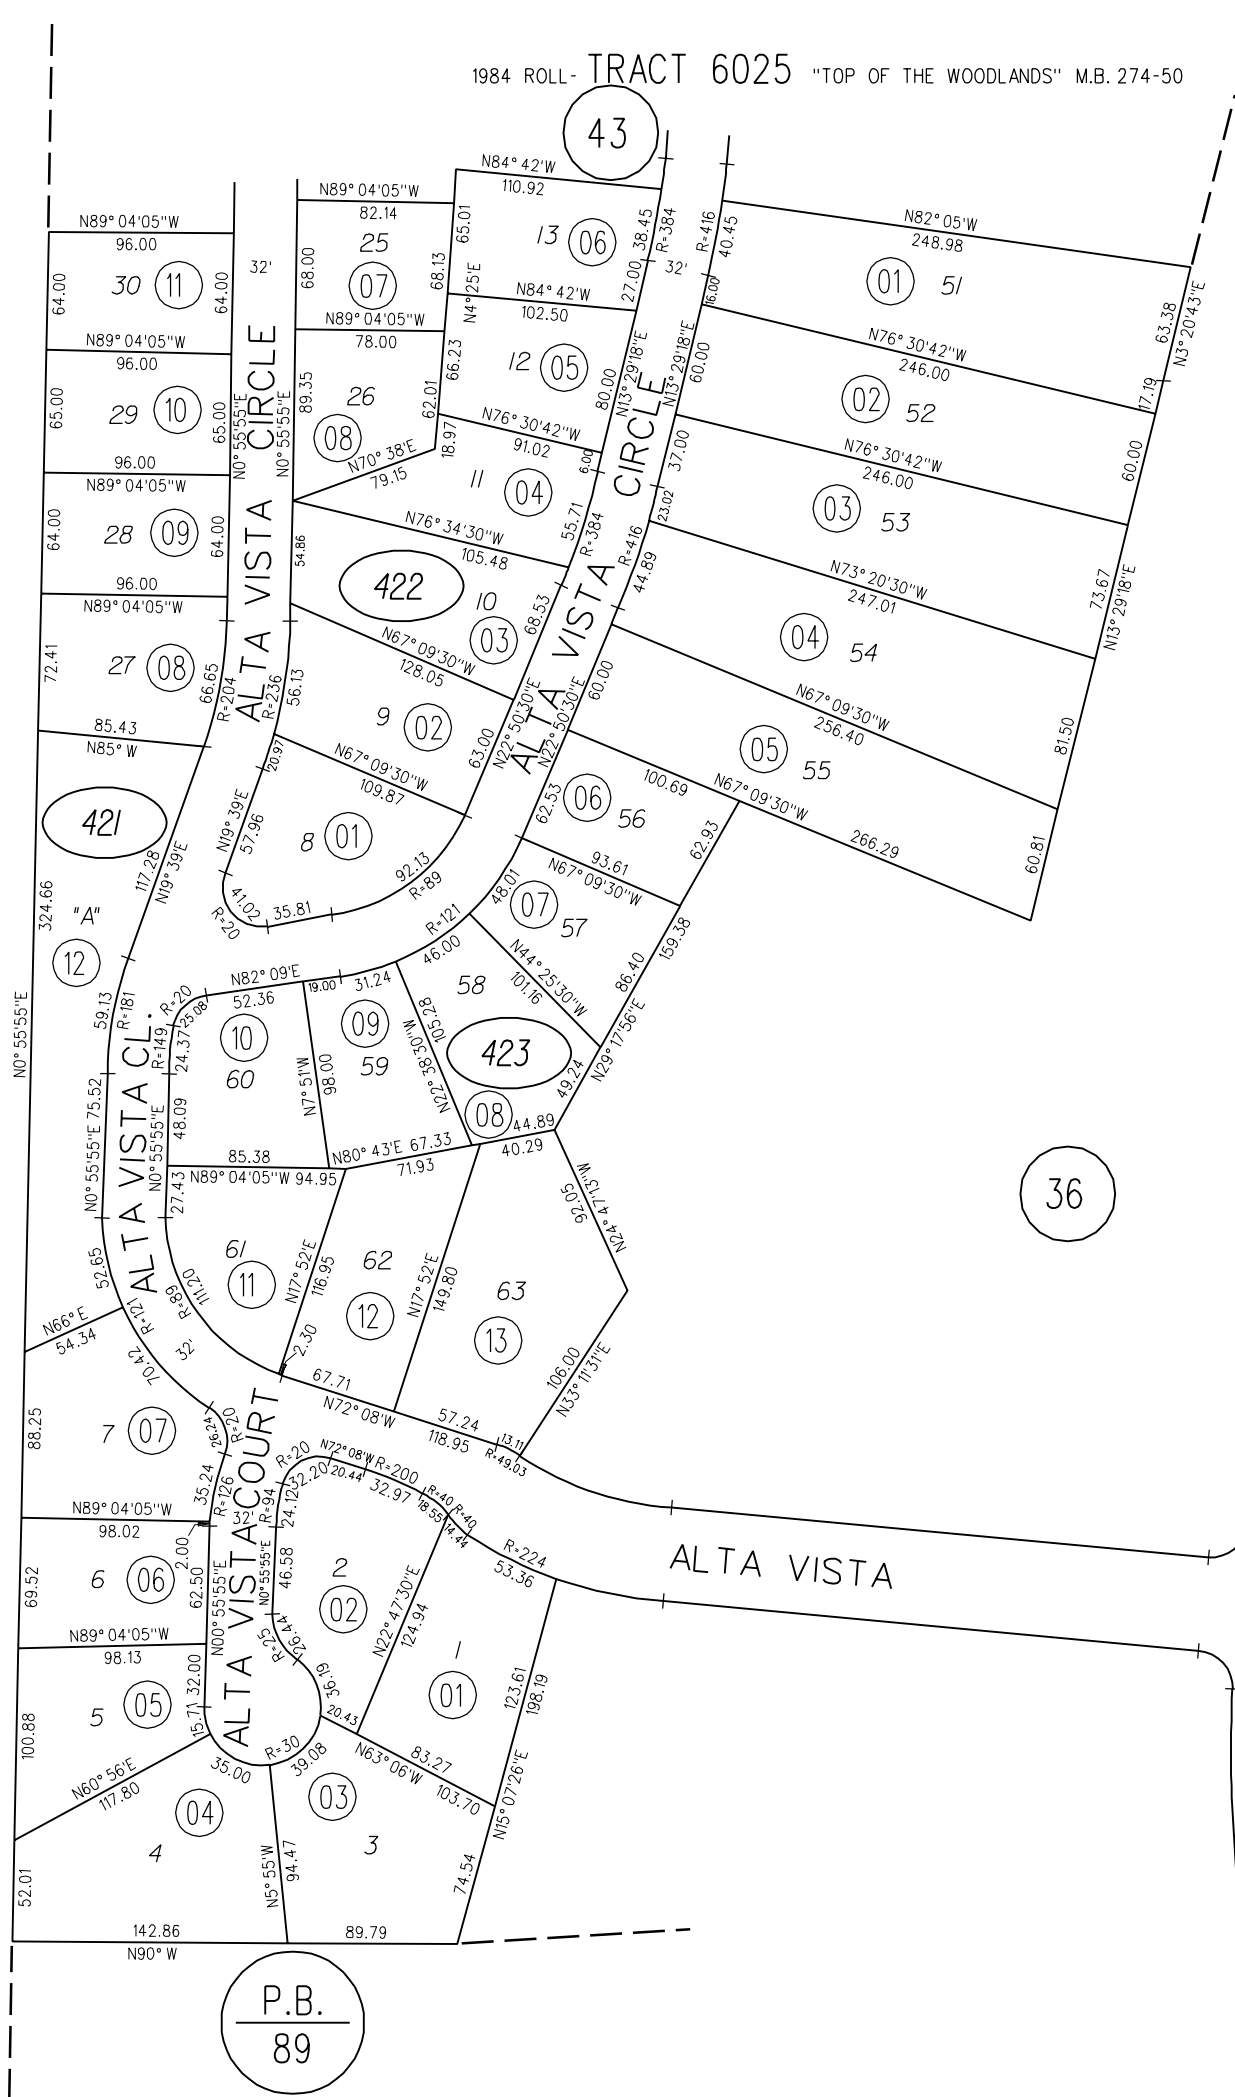 1984 ROLL- TRACT 6025 "TOP OF THE WOODLANDS" M.B. 274-50
43
N84° 42'W
110.92
N89° 04'05"W
82.14
N89° 04'05"W
96.00
25
07
68.00
68.13
65.01
13 06
38.45
R=384
R=416
40.45
N82° 05'W
248.98
01 51
64.00
30 11
64.00
32'
32'
27.00
16.00
63.38
N3° 20'43"E
N4° 25'E
N84° 42'W
102.50
N89° 04'05"W
78.00
N89° 04'05"W
96.00
N76° 30'42"W
246.00
12 05
66.23
80.00
N13° 29'18"E
N13° 29'18"E
60.00
17.19
65.00
29 10
65.00
N0° 55'55"E
ALTA VISTA CIRCLE
N0° 55'55"E
89.35
26
08
62.01
02 52
60.00
N76° 30'42"W
91.02
N70° 38'E
79.15
18.97
6.00
37.00
N76° 30'42"W
246.00
96.00
N89° 04'05"W
11 04
ALTA VISTA CIRCLE
23.02
03 53
64.00
28 09
64.00
N76° 34'30"W
105.48
55.71
R=384
R=416
44.89
N73° 20'30"W
247.01
73.67
N13° 29'18"E
54.86
422
10
03
96.00
N89° 04'05"W
68.53
04 54
72.41
27 08
66.65
R=204
R=236
56.13
N67° 09'30"W
128.05
60.00
N67° 09'30"W
256.40
9 02
N22° 50'30"E
N22° 50'30"E
81.50
85.43
N85° W
20.97
N67° 09'30"W
109.87
63.00
05 55
100.69
N67° 09'30"W
266.29
62.53
06 56
62.93
60.81
421
117.28
N19° 39'E
N19° 39'E
57.96
8 01
92.13
R=89
93.61
N67° 09'30"W
324.66
"A"
12
41.02
R=20
35.81
R=121
46.00
48.01
07
57
159.38
86.40
N44° 25'30"W
101.16
N82° 09'E
52.36
19.00
31.24
58
59.13
R=181
R=20
25.08
R=149
24.37
10
60
09
59
105.28
N22° 38'30"W
423
N29° 17'56"E
49.24
N0° 55'55"E
ALTA VISTA CL.
N7° 51'W
98.00
N0° 55'55"E 75.52
N0° 55'55"E
48.09
08
44.89
40.29
85.38
N89° 04'05"W 94.95
N80° 43'E 67.33
71.93
27.43
36
92.05
N24° 47'13"W
52.65
61
11
111.20
R=89
N17° 52'E
116.95
62
12
N17° 52'E
149.80
63
13
N66° E
54.34
R=121
70.42
32'
2.30
106.00
N33° 11'31"E
67.71
N72° 08'W
57.24
118.95
13.11
R=49.03
88.25
7 07
26.24
R=20
35.24
R=126
ALTA VISTA COURT
32'
R=94
24.12
R=20
32.20
N72° 08'W
20.44
R=200
32.97
R=40
18.55
R=40
14.44
R=224
53.36
ALTA VISTA
N89° 04'05"W
98.02
2.00
69.52
6 06
62.50
N00° 55'55"E
N0° 55'55"E
46.58
2
02
N22° 47'30"E
124.94
N89° 04'05"W
98.13
R=25
26.44
36.19
20.43
1
01
123.61
198.19
100.88
5 05
15.71 32.00
N60° 56'E
117.80
35.00
R=30
39.08
N63° 06'W
83.27
103.70
N15° 07'26"E
04
4
03
3
N5° 55'W
94.47
74.54
52.01
142.86
N90° W
89.79
P.B.
89